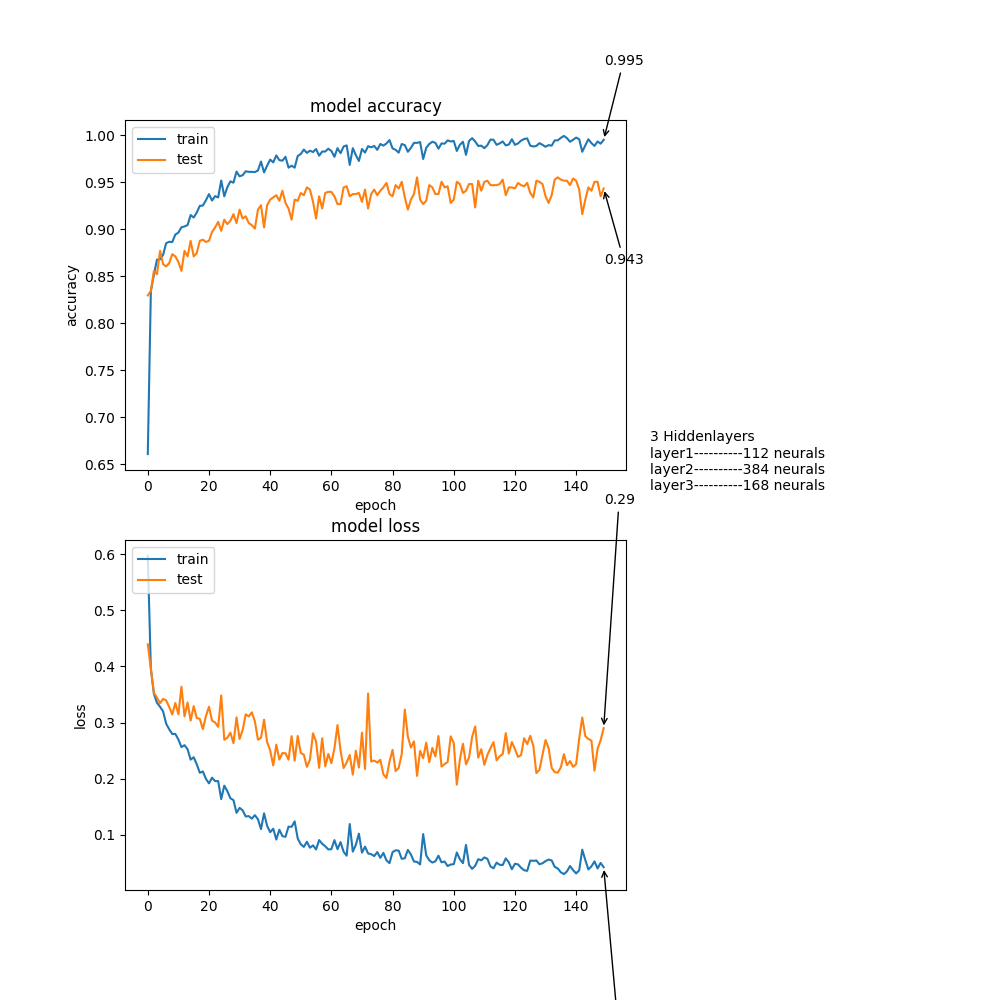 0.995
model accuracy
1.00
0.95
0.90
0.85
0.80
0.75
0.70
0.65
accuracy
train
test
0.943
0 20 40 60 80 100 120 140
epoch
3 Hiddenlayers
layer1----------112 neurals
layer2----------384 neurals
layer3----------168 neurals
0.29
model loss
0.6
0.5
0.4
0.3
0.2
0.1
loss
train
test
0 20 40 60 80 100 120 140
epoch